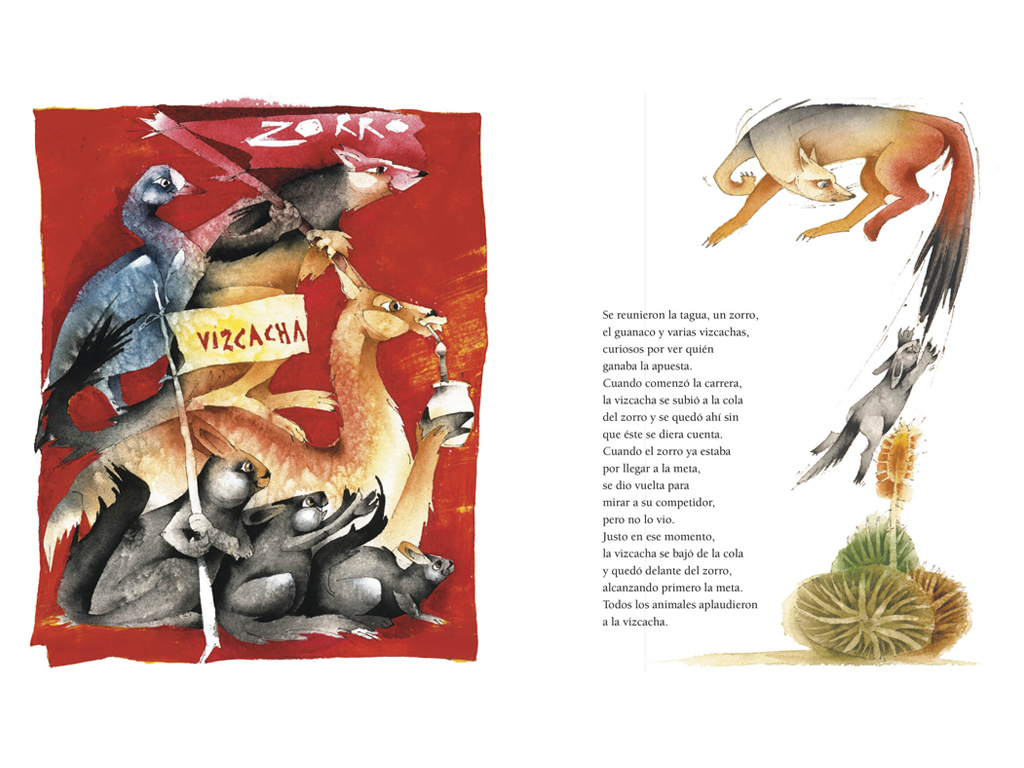 ZORRO
VIZCACHA
Se reunieron la tagua, un zorro,
el guanaco y varias vizcachas,
curiosos por ver quién
ganaba la apuesta.
Cuando comenzó la carrera,
la vizcacha se subió a la cola
del zorro y se quedó ahí sin
que éste se diera cuenta.
Cuando el zorro ya estaba
por llegar a la meta,
se dio vuelta para
mirar a su competidor,
pero no lo vio.
Justo en ese momento,
la vizcacha se bajó de la cola
y quedó delante del zorro,
alcanzando primero la meta.
Todos los animales aplaudieron
a la vizcacha.